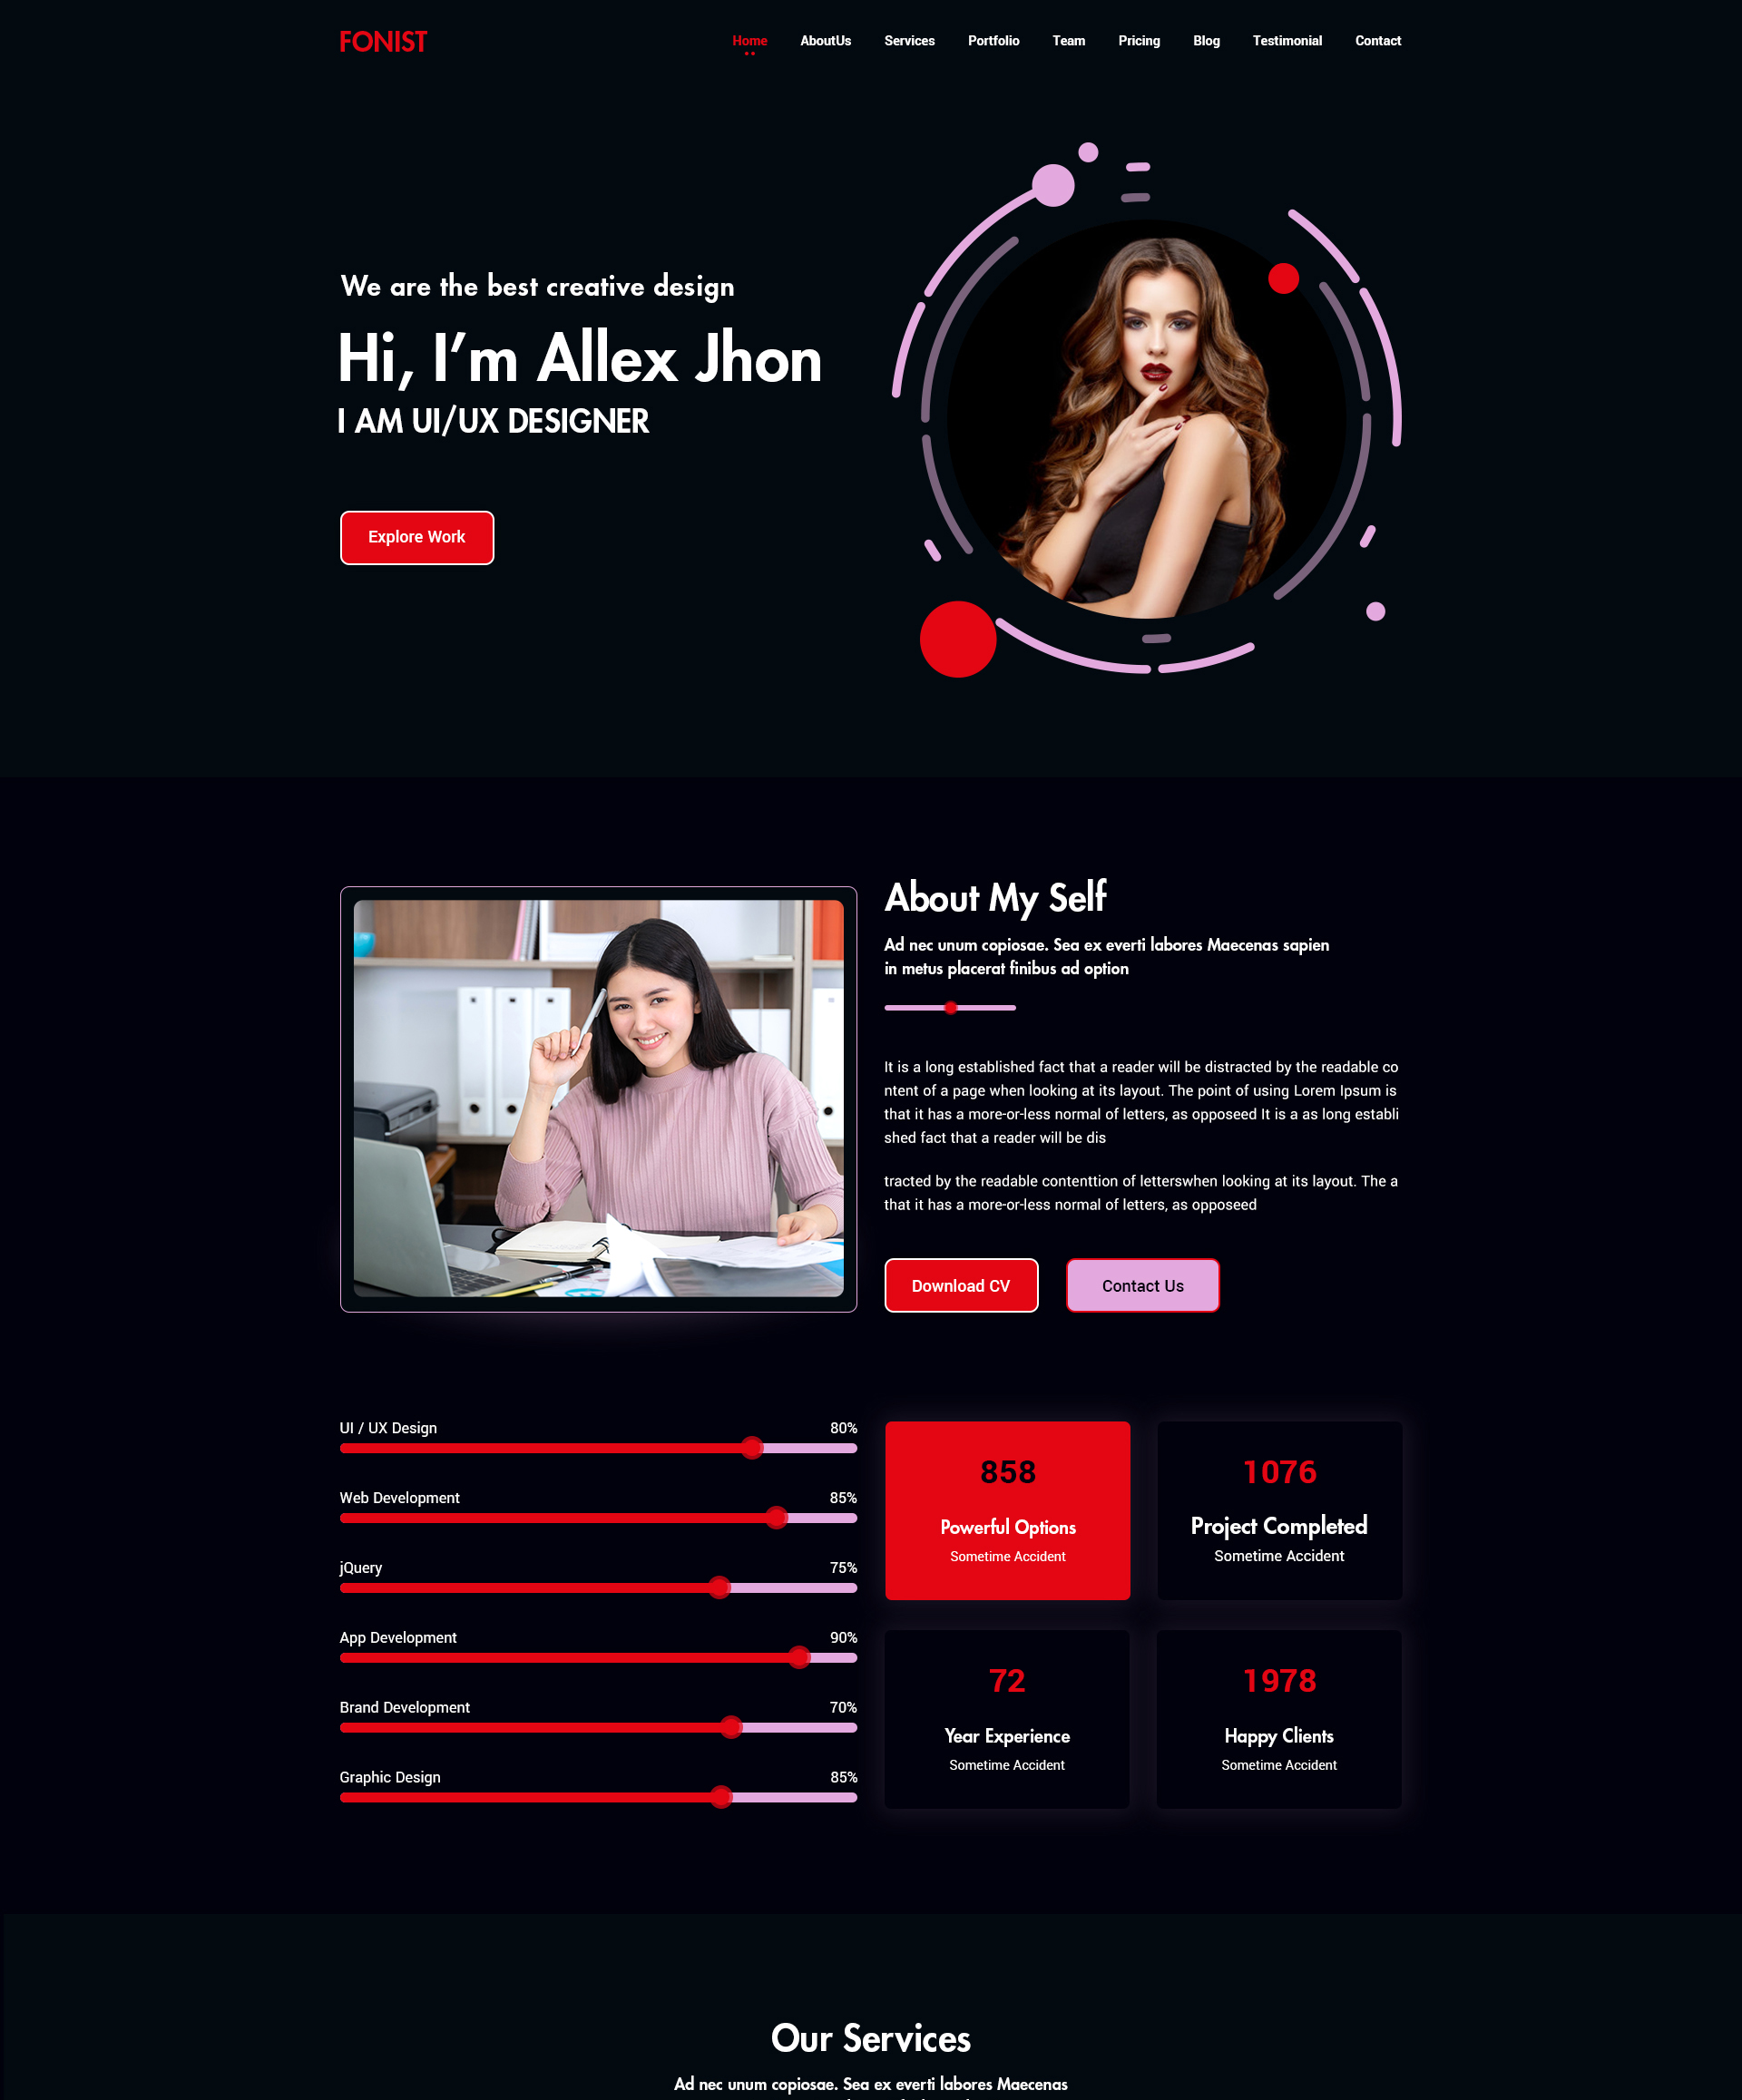 FONIST
Home AboutUs Services Portfolio Team Pricing Blog Testimonial Contact
We are the best creative design
Hi, I’m Allex Jhon
I AM UI/UX DESIGNER
Explore Work
About My Self
Ad nec unum copiosae. Sea ex everti labores Maecenas sapien
in metus placerat finibus ad option
It is a long established fact that a reader will be distracted by the readable co
ntent of a page when looking at its layout. The point of using Lorem Ipsum is
that it has a more-or-less normal of letters, as opposeed It is a as long establi
shed fact that a reader will be dis
tracted by the readable conttention of letterswhen looking at its layout. The a
that it has a more-or-less normal of letters, as opposeed
Download CV
Contact Us
UI / UX Design 80%
Web Development 85%
jQuery 75%
App Development 90%
Brand Development 70%
Graphic Design 85%
858
Powerful Options
Sometime Accident
1076
Project Completed
Sometime Accident
72
Year Experience
Sometime Accident
1978
Happy Clients
Sometime Accident
Our Services
Ad nec unum copiosae. Sea ex everti labores Maecenas